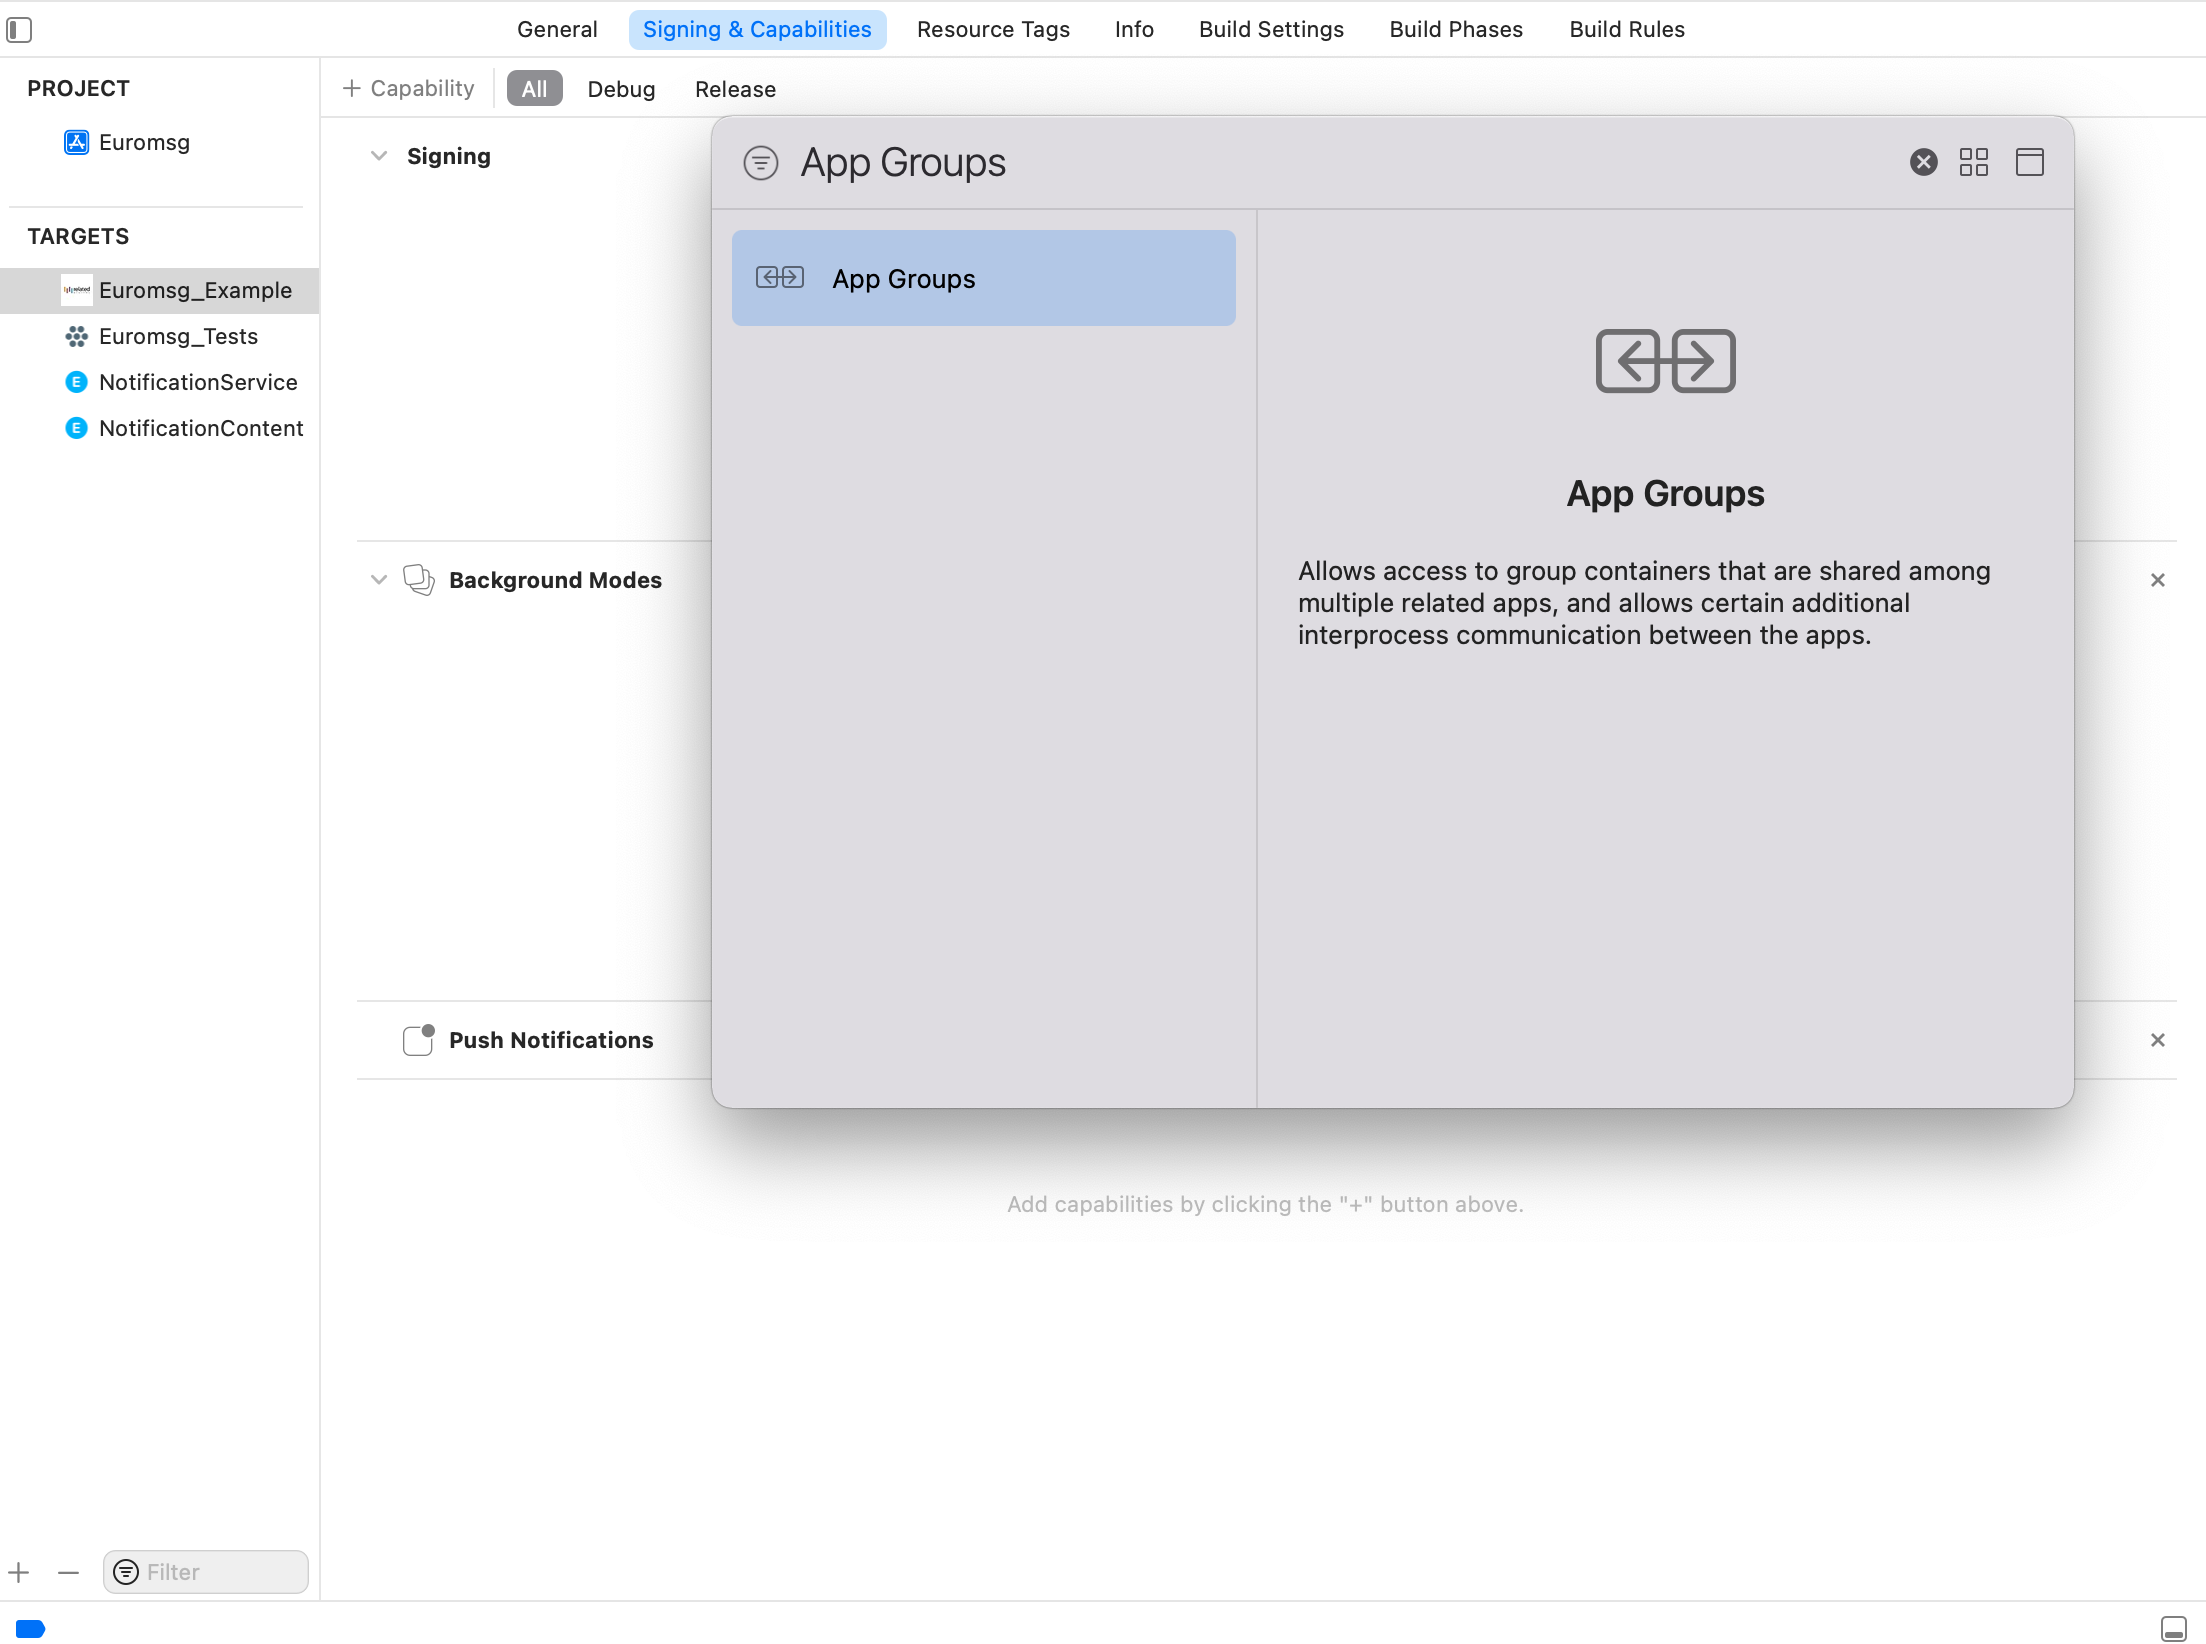 General
Signing & Capabilities
Resource Tags
Info
Build Settings
Build Phases
Build Rules
PROJECT
Euromsg
TARGETS
Euromsg_Example
Euromsg_Tests
NotificationService
NotificationContent
Filter
Capability
All
Debug
Release
Signing
Background Modes
Push Notifications
App Groups
App Groups
App Groups
Allows access to group containers that are shared among
multiple related apps, and allows certain additional
interprocess communication between the apps.
Add capabilities by clicking the "+" button above.